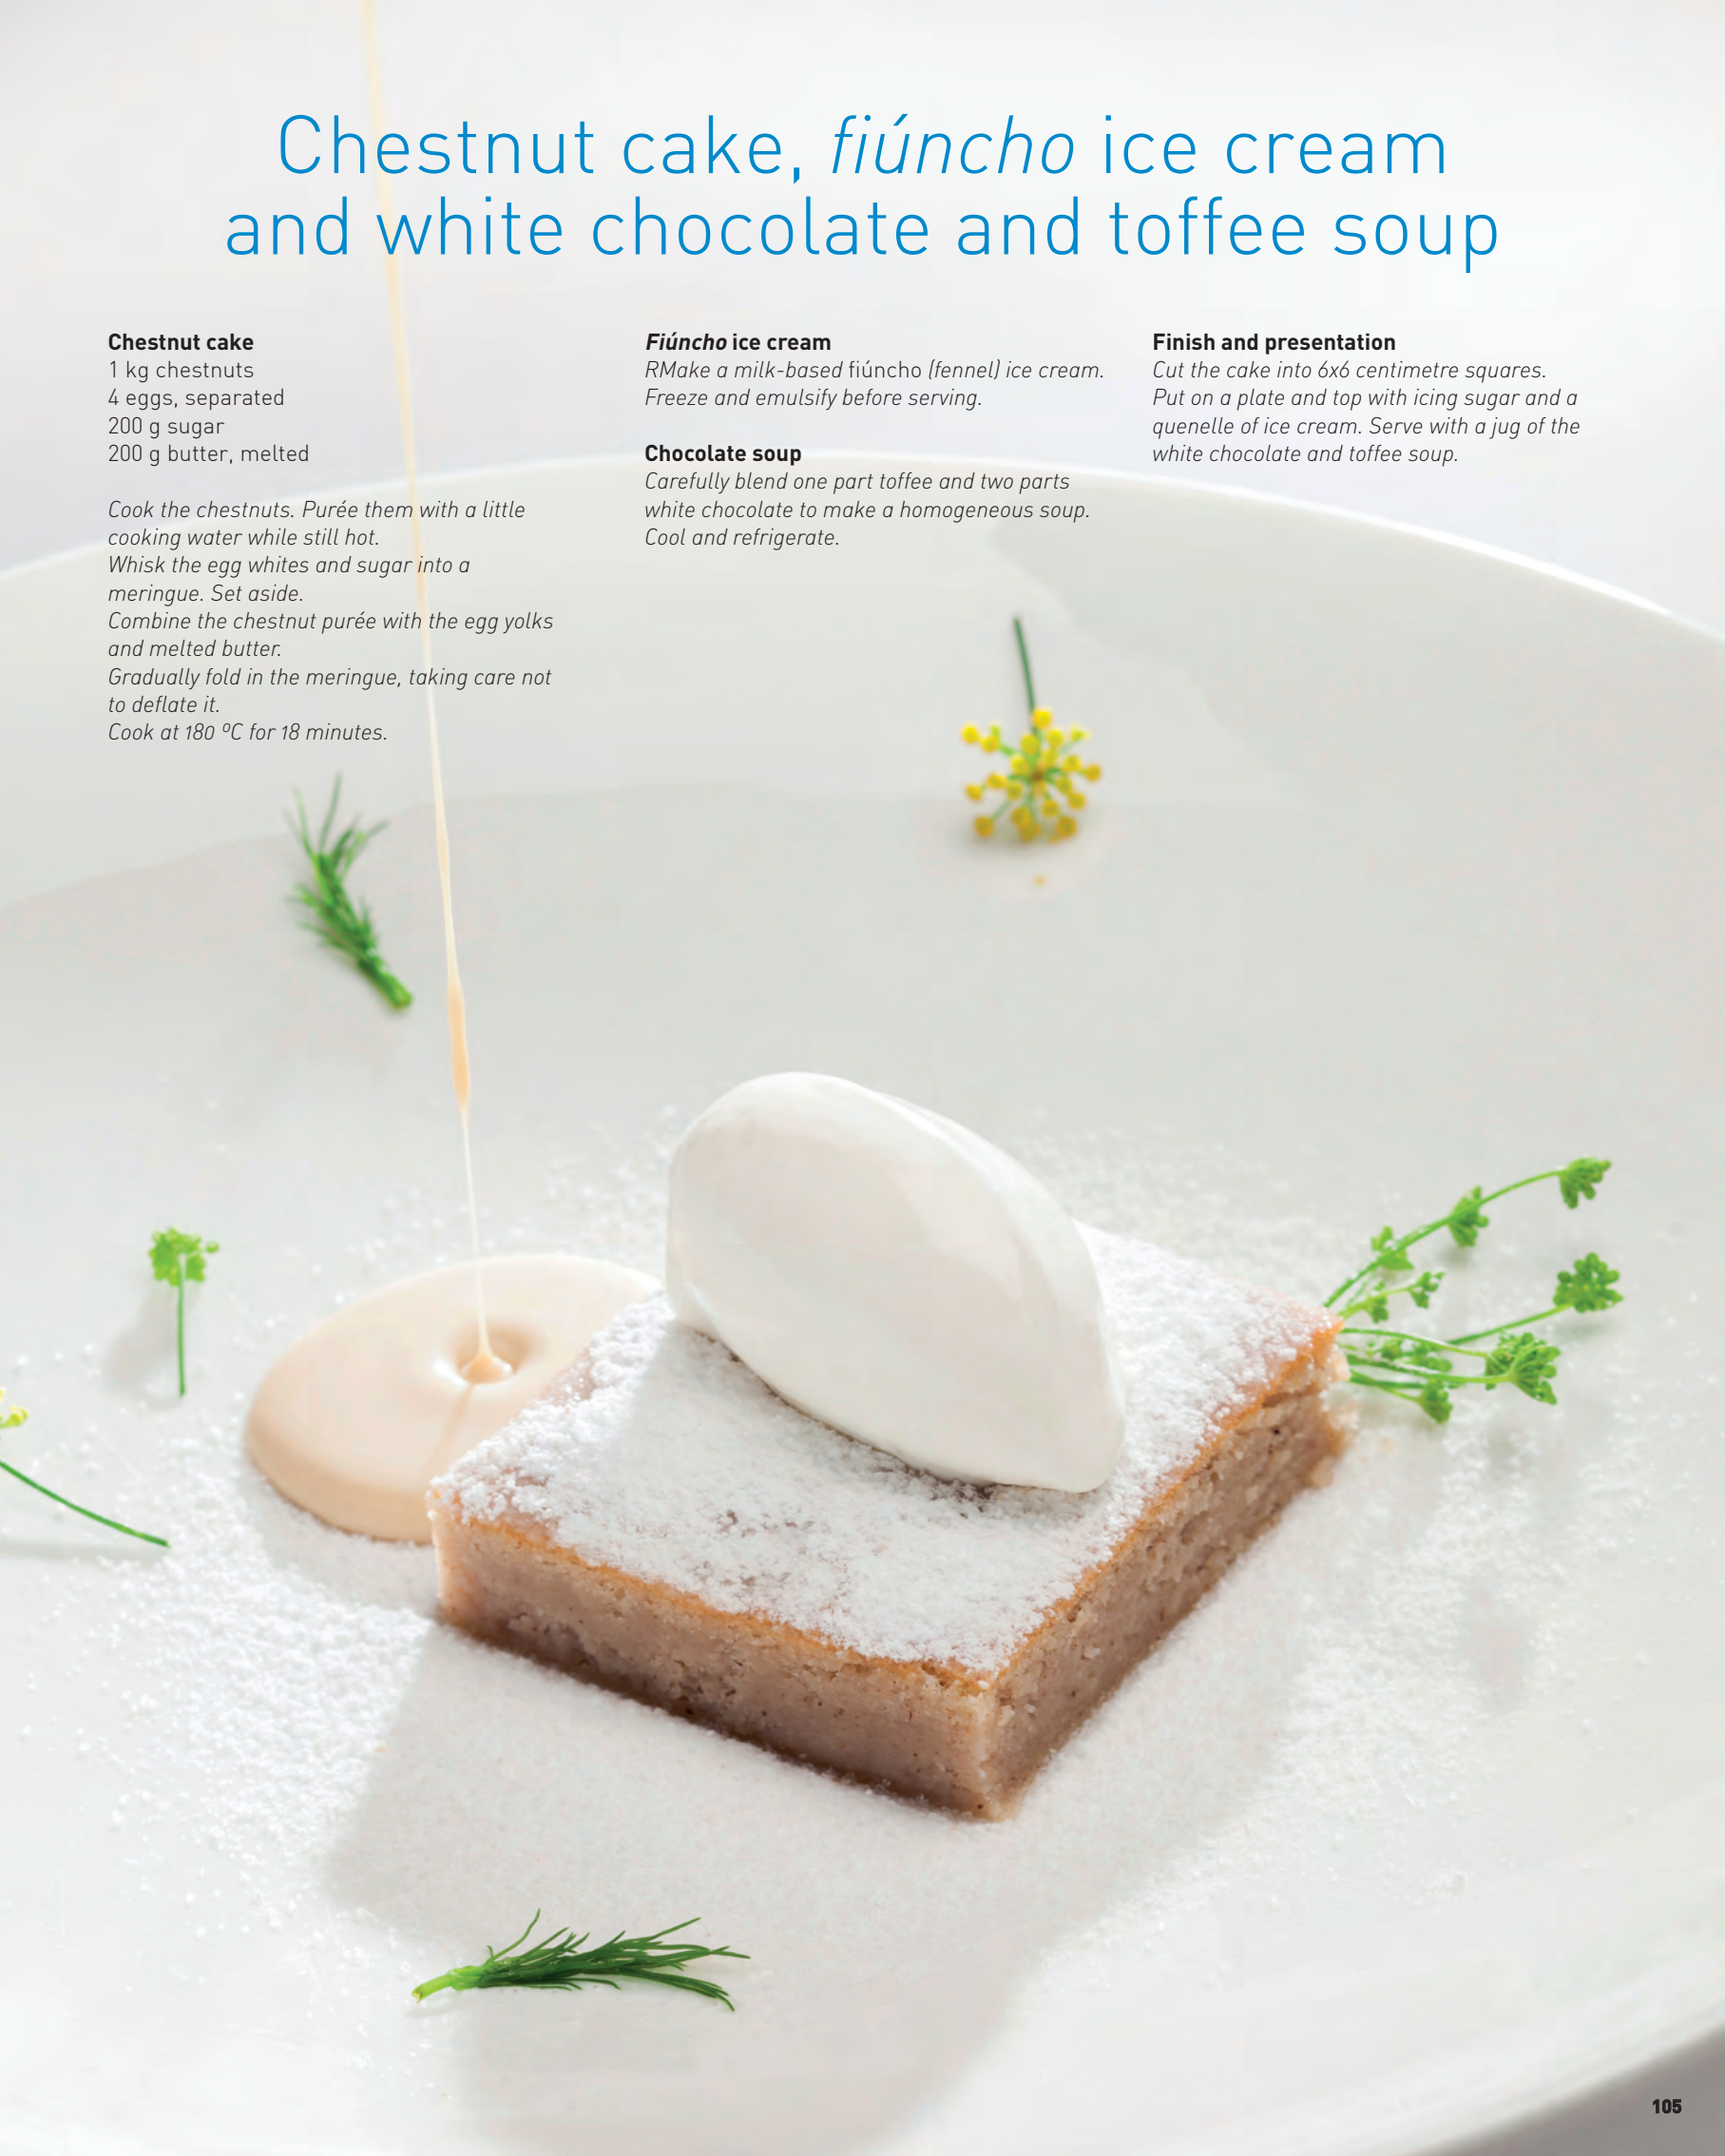 Chestnut cake, fiúncho ice cream
and white chocolate and toffee soup
Chestnut cake
1 kg chestnuts
4 eggs, separated
200 g sugar
200 g butter, melted
Cook the chestnuts. Purée them with a little
cooking water while still hot.
Whisk the egg whites and sugar into a
meringue. Set aside.
Combine the chestnut purée with the egg yolks
and melted butter.
Gradually fold in the meringue, taking care not
to deflate it.
Cook at 180 ºC for 18 minutes.
Fiúncho ice cream
RMake a milk-based fiúncho (fennel) ice cream.
Freeze and emulsify before serving.
Chocolate soup
Carefully blend one part toffee and two parts
white chocolate to make a homogeneous soup.
Cool and refrigerate.
Finish and presentation
Cut the cake into 6x6 centimetre squares.
Put on a plate and top with icing sugar and a
quenelle of ice cream. Serve with a jug of the
white chocolate and toffee soup.
105